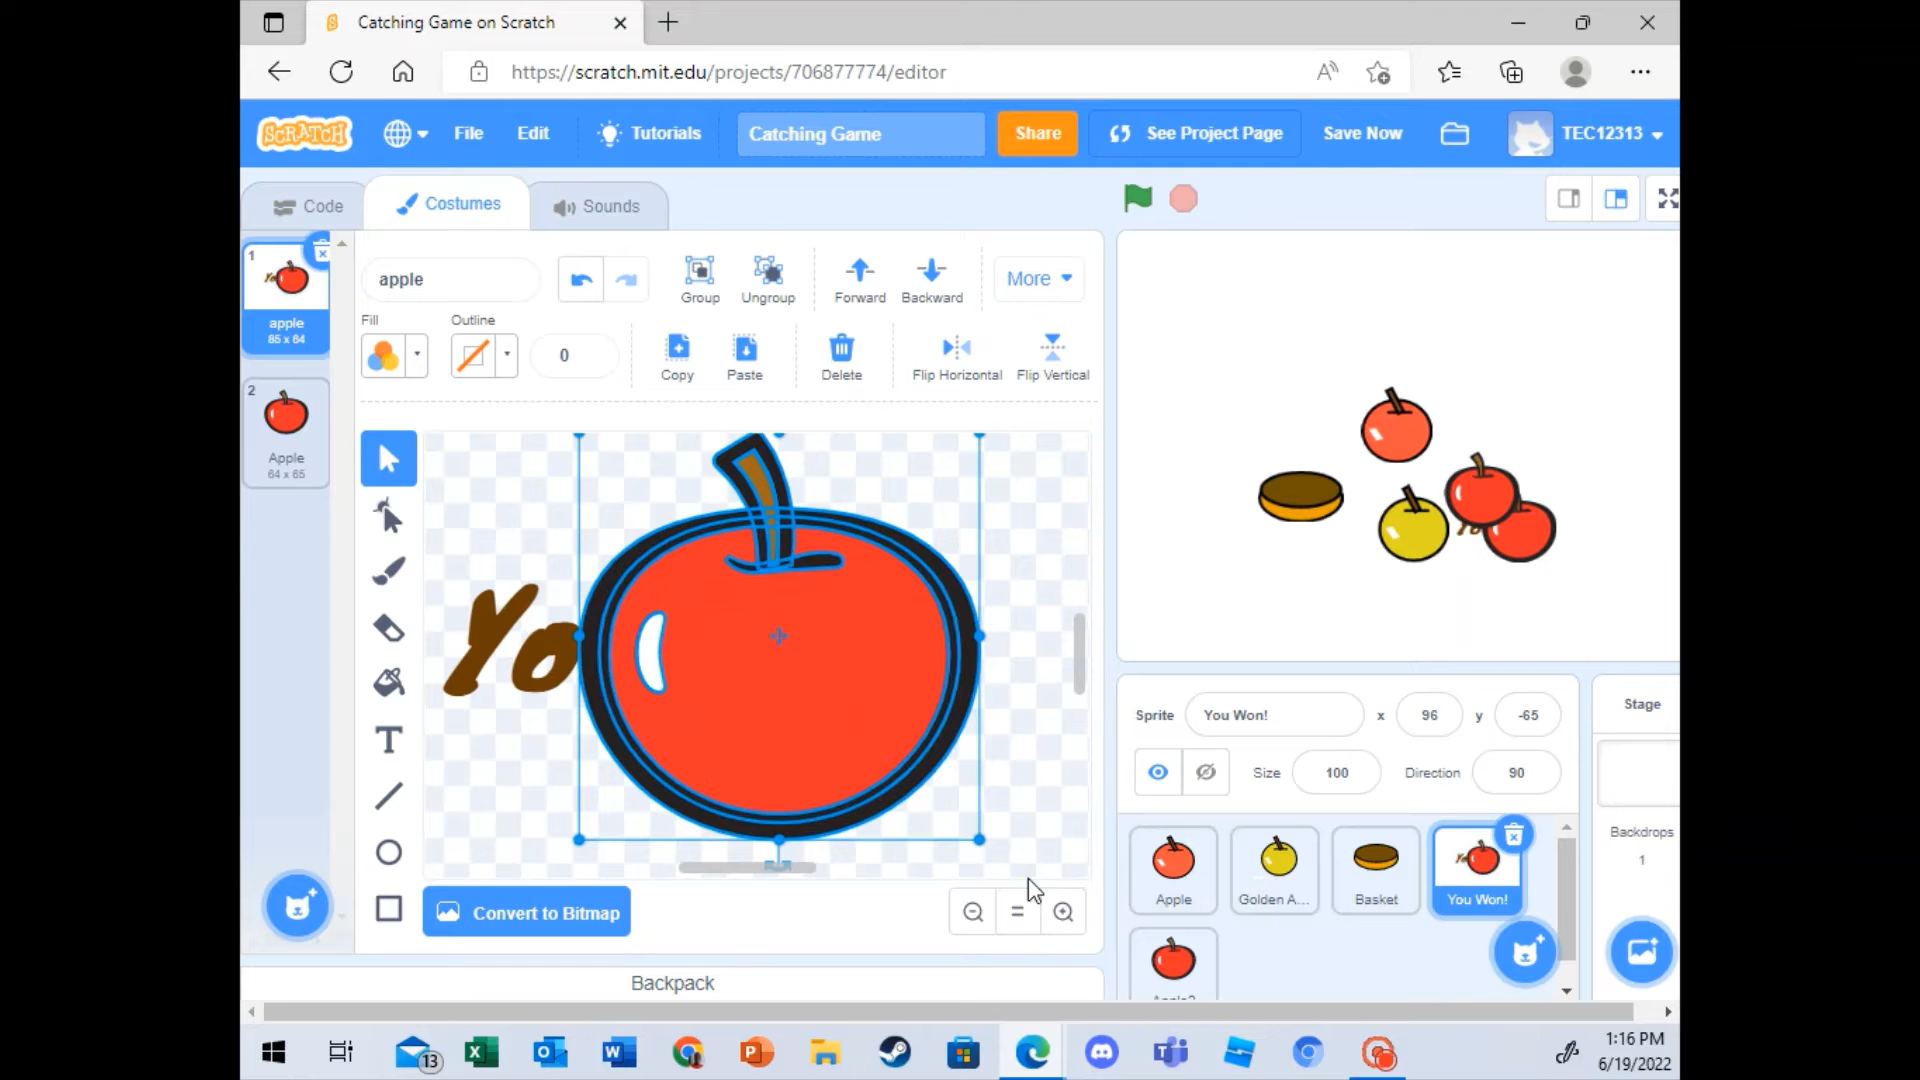 Catching Game on Scratch
https://scratch.mit.edu/projects/706877774/editor
SCRATCH
File
Edit
Tutorials
Catching Game
Share
See Project Page
Save Now
TEC12313
Code
Costumes
Sounds
1
apple
85 x 64
2
Apple
64 x 65
apple
Group
Ungroup
Forward
Backward
More
Fill
Outline
0
Copy
Paste
Delete
Flip Horizontal
Flip Vertical
Yo
Convert to Bitmap
Backpack
Sprite
You Won!
x
96
y
-65
Size
100
Direction
90
Stage
Backdrops
1
Apple
Golden A...
Basket
You Won!
13
1:16 PM
6/19/2022